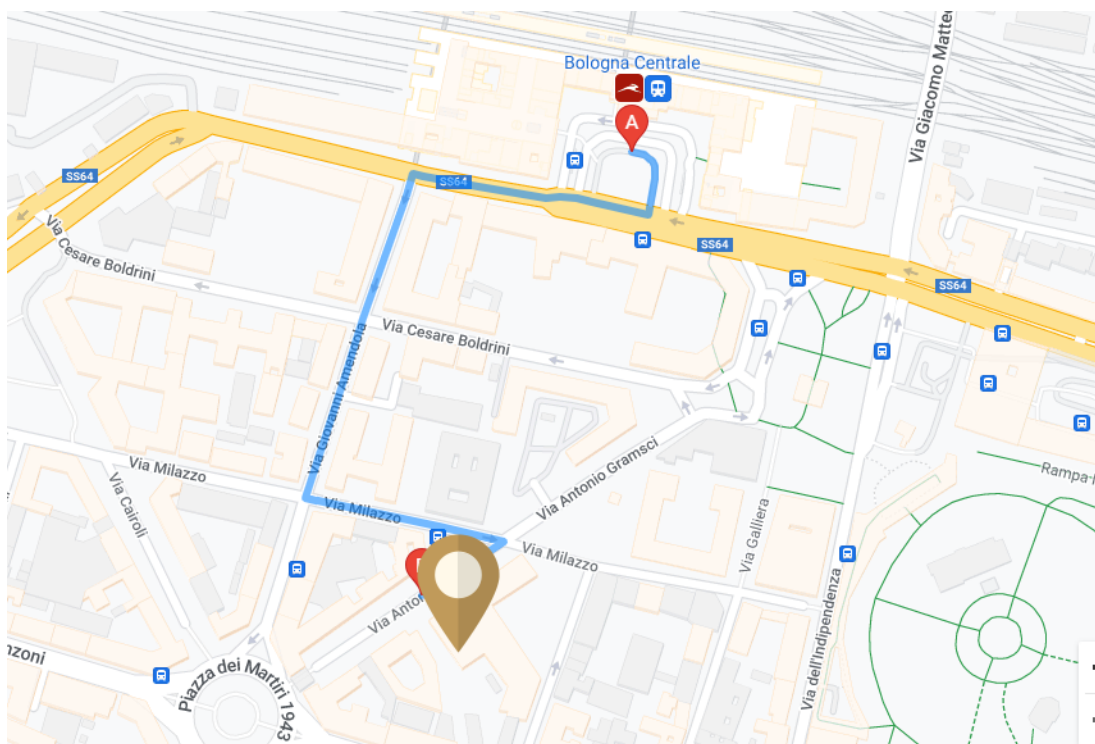 Bologna Centrale
A
Via Giacomo Matteo
SS64
SS64
SS64
SS64
Via Cesare Boldrini
Via Cesare Boldrini
Via Giovanni Amendola
Via Antonio Gramsci
Via Milazzo
Via Milazzo
Via Milazzo
Via Cairoli
Via Galliera
Via dell'Indipendenza
Rampa
Via Anto
nzoni
Piazza dei Martiri 1943